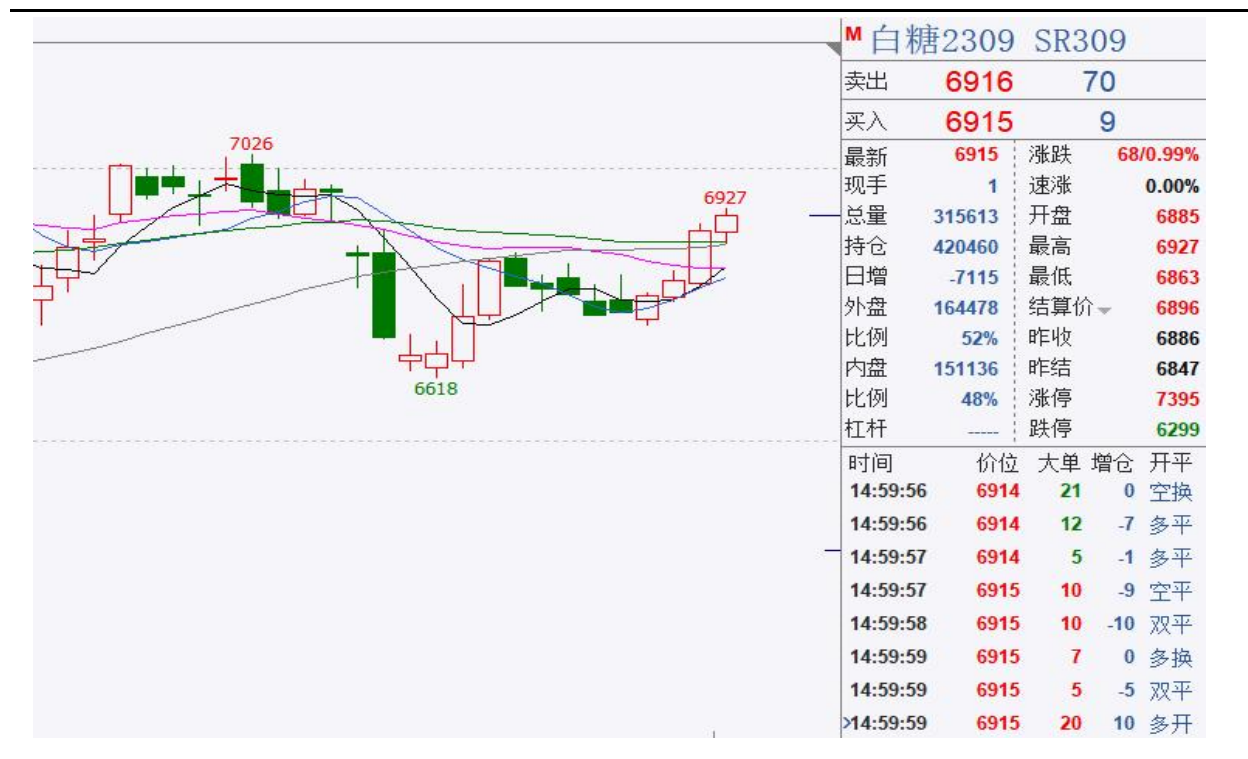 7026
6927
6618
M 白糖2309 SR309
卖出 6916 70
买入 6915 9
最新 6915 涨跌 68/0.99%
现手 1 速涨 0.00%
总量 315613 开盘 6885
持仓 420460 最高 6927
日增 -7115 最低 6863
外盘 164478 结算价 6896
比例 52% 昨收 6886
内盘 151136 昨结 6847
比例 48% 涨停 7395
杠杆 ----- 跌停 6299
时间 价位 大单 增仓 开平
14:59:56 6914 21 0 空换
14:59:56 6914 12 -7 多平
14:59:57 6914 5 -1 多平
14:59:57 6915 10 -9 空平
14:59:58 6915 10 -10 双平
14:59:59 6915 7 0 多换
14:59:59 6915 5 -5 双平
14:59:59 6915 20 10 多开